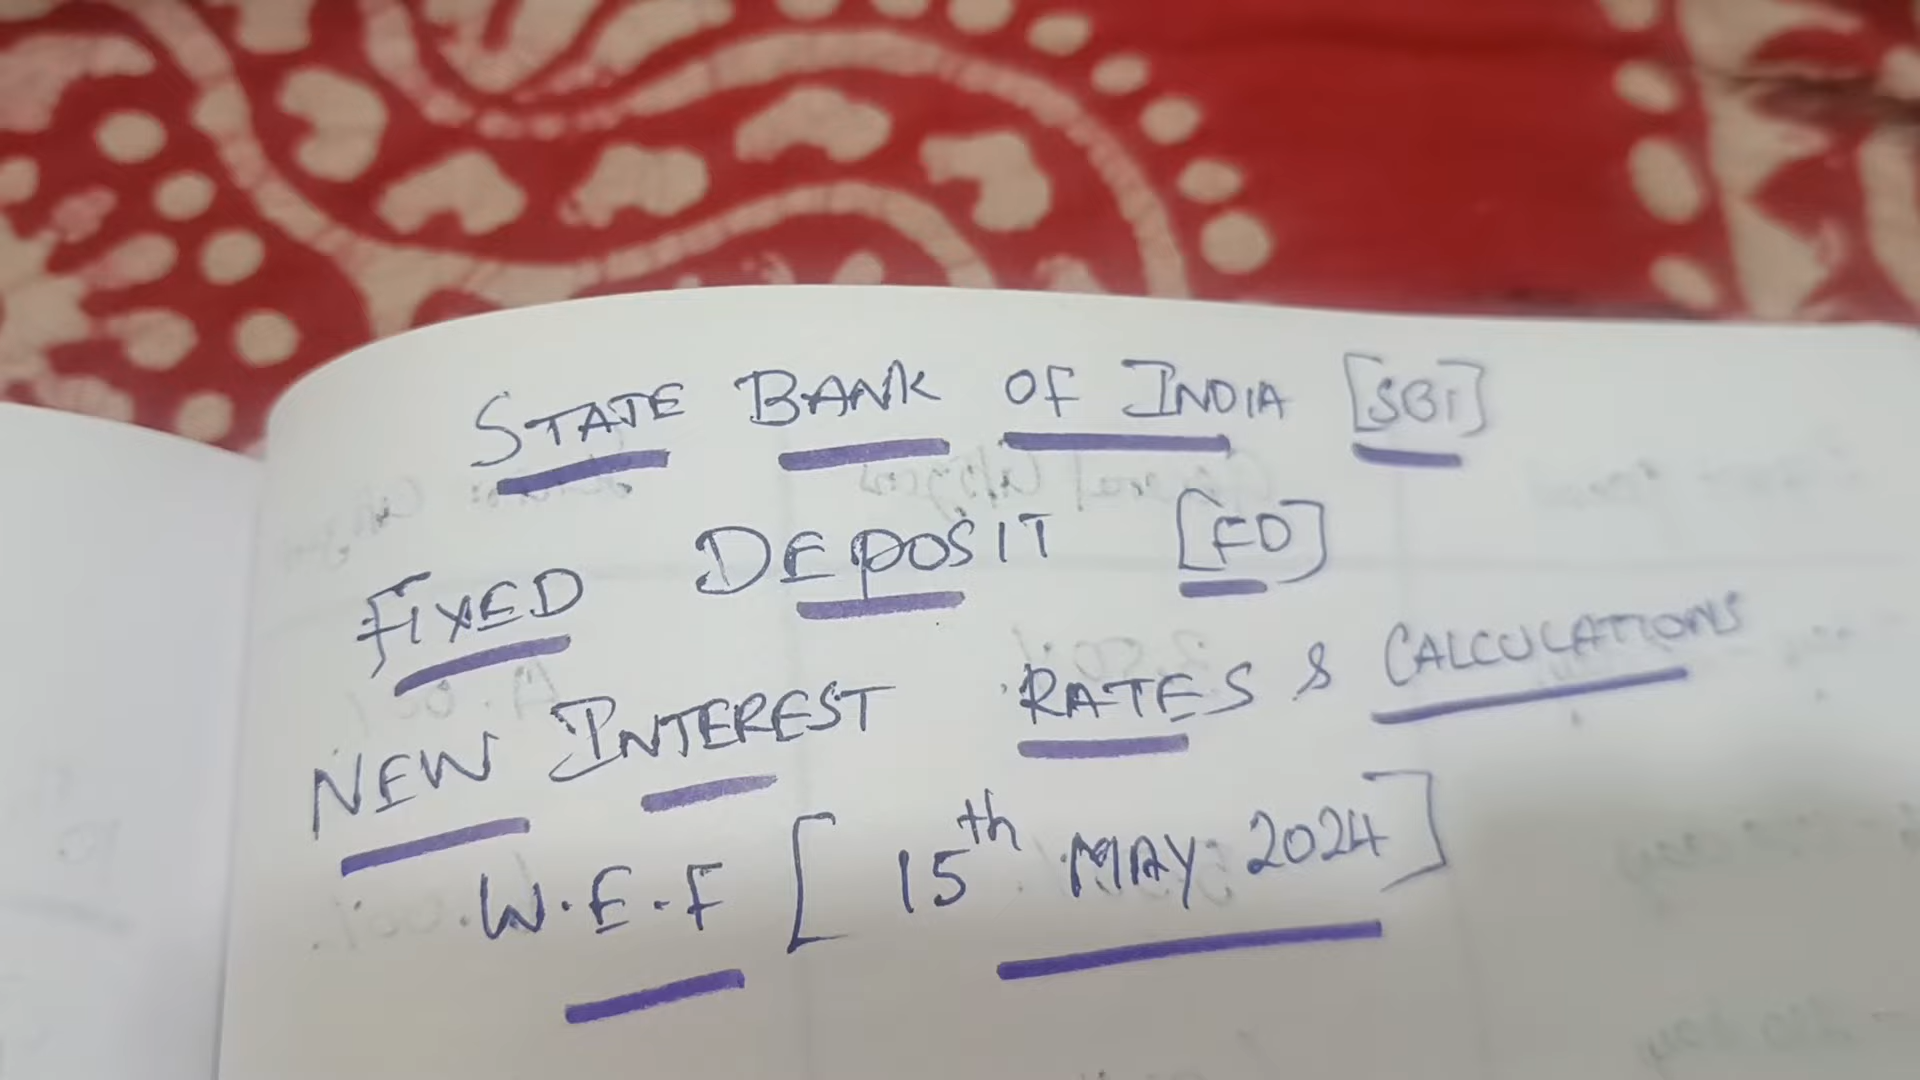 STATE BANK OF INDIA [SBI]
FIXED DEPOSIT [FD]
NEW INTEREST RATES & CALCULATIONS
W.E.F [15th MAY 2024]